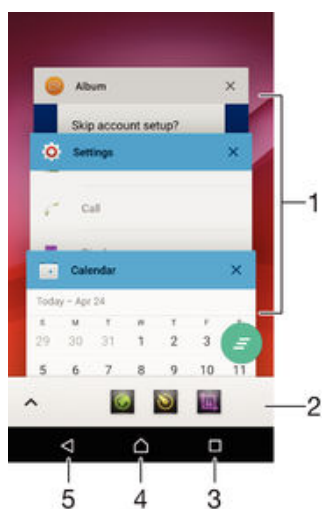 Album
Skip account setup?
Settings
Call
1
Calendar
Today – Apr 24
S M T W T F
29 30 31 1 2 3
5 6 7 8 9 10 11
2
5 4 3